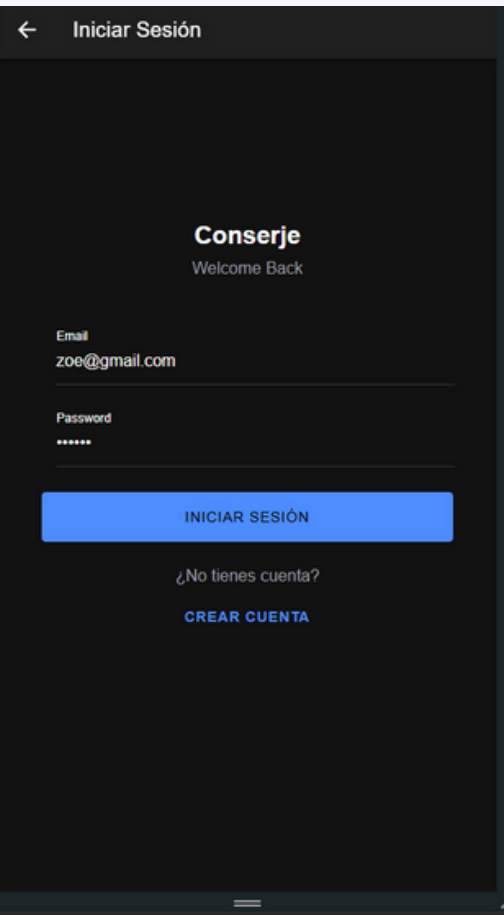 Iniciar Sesión
Conserje
Welcome Back
Email
zoe@gmail.com
Password
••••••
INICIAR SESIÓN
¿No tienes cuenta?
CREAR CUENTA